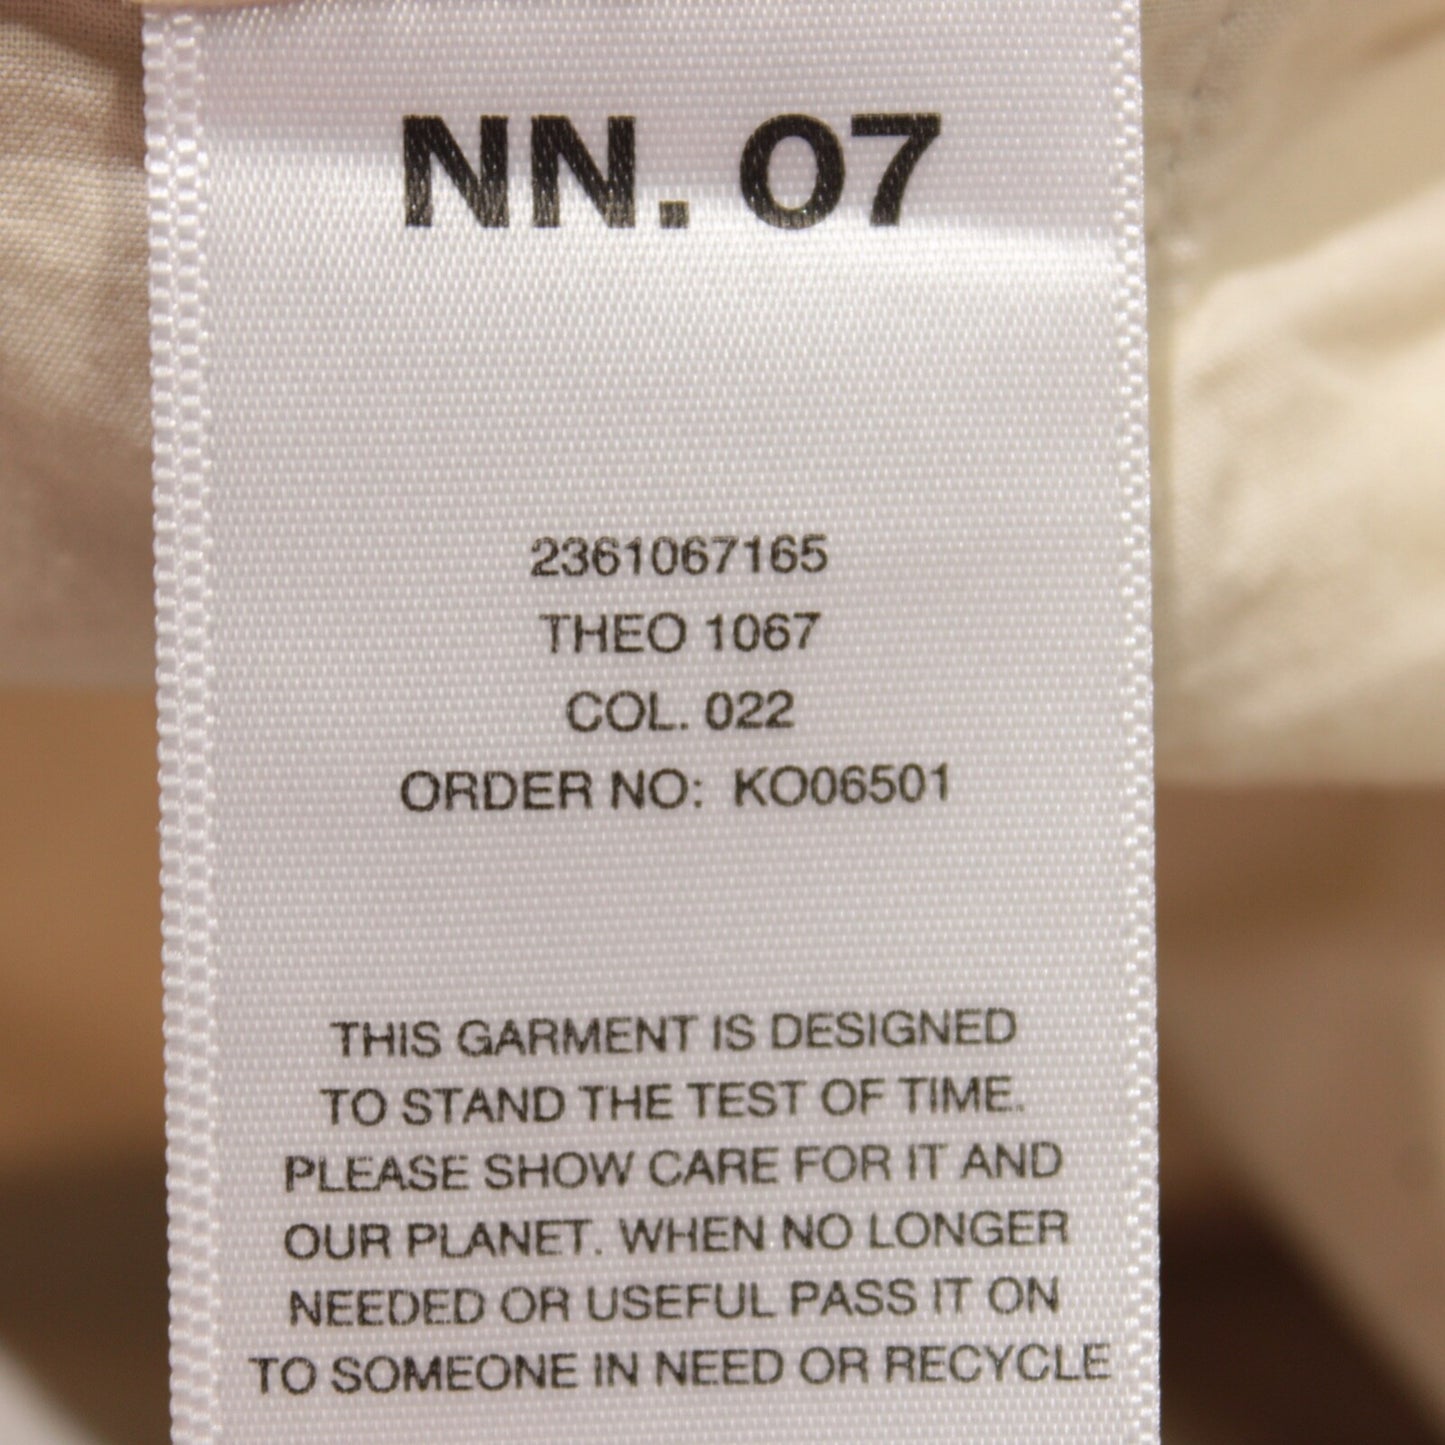 NN. 07
2361067165
THEO 1067
COL. 022
ORDER NO: KO06501
THIS GARMENT IS DESIGNED
TO STAND THE TEST OF TIME.
PLEASE SHOW CARE FOR IT AND
OUR PLANET. WHEN NO LONGER
NEEDED OR USEFUL PASS IT ON
TO SOMEONE IN NEED OR RECYCLE